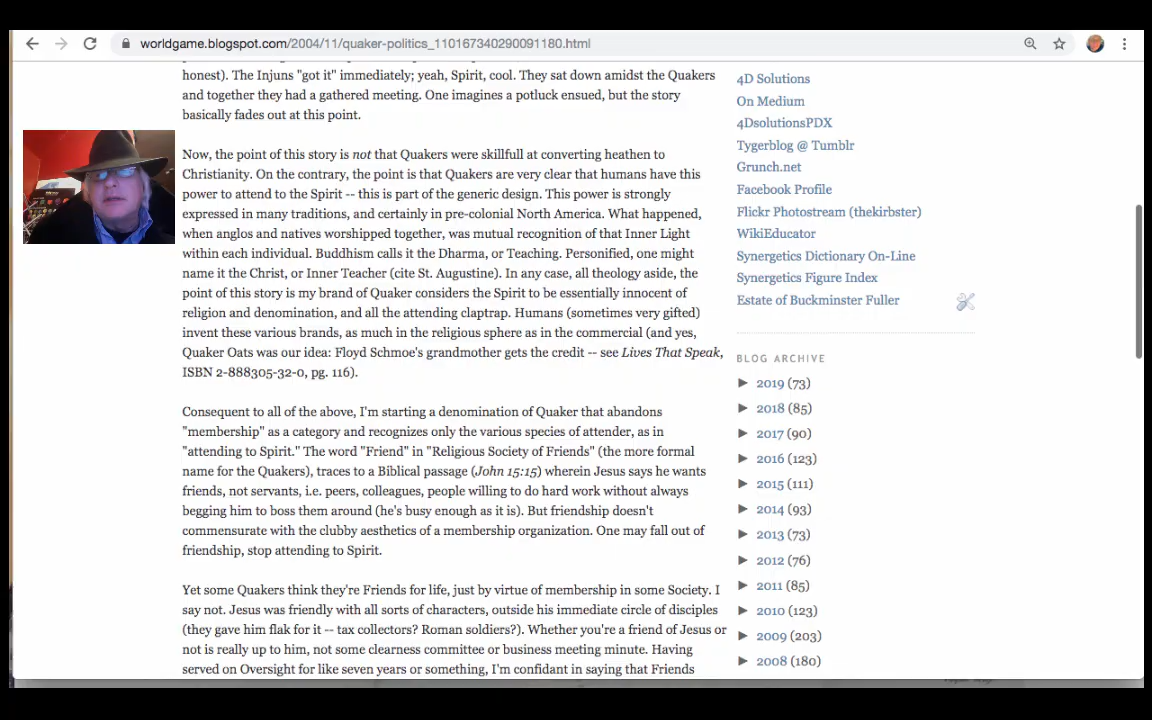 worldgame.blogspot.com/2004/11/quaker-politics_110167340290091180.html
honest). The Injuns "got it" immediately; yeah, Spirit, cool. They sat down amidst the Quakers
and together they had a gathered meeting. One imagines a potluck ensued, but the story
basically fades out at this point.
Now, the point of this story is not that Quakers were skillfull at converting heathen to
Christianity. On the contrary, the point is that Quakers are very clear that humans have this
power to attend to the Spirit -- this is part of the generic design. This power is strongly
expressed in many traditions, and certainly in pre-colonial North America. What happened,
when anglos and natives worshipped together, was mutual recognition of that Inner Light
within each individual. Buddhism calls it the Dharma, or Teaching. Personified, one might
name it the Christ, or Inner Teacher (cite St. Augustine). In any case, all theology aside, the
point of this story is my brand of Quaker considers the Spirit to be essentially innocent of
religion and denomination, and all the attending claptrap. Humans (sometimes very gifted)
invent these various brands, as much in the religious sphere as in the commercial (and yes,
Quaker Oats was our idea: Floyd Schmoe's grandmother gets the credit -- see Lives That Speak,
ISBN 2-888305-32-0, pg. 116).
Consequent to all of the above, I'm starting a denomination of Quaker that abandons
"membership" as a category and recognizes only the various species of attender, as in
"attending to Spirit." The word "Friend" in "Religious Society of Friends" (the more formal
name for the Quakers), traces to a Biblical passage (John 15:15) wherein Jesus says he wants
friends, not servants, i.e. peers, colleagues, people willing to do hard work without always
begging him to boss them around (he's busy enough as it is). But friendship doesn't
commensurate with the clubby aesthetics of a membership organization. One may fall out of
friendship, stop attending to Spirit.
Yet some Quakers think they're Friends for life, just by virtue of membership in some Society. I
say not. Jesus was friendly with all sorts of characters, outside his immediate circle of disciples
(they gave him flak for it -- tax collectors? Roman soldiers?). Whether you're a friend of Jesus or
not is really up to him, not some clearness committee or business meeting minute. Having
served on Oversight for like seven years or something, I'm confidant in saying that Friends
4D Solutions
On Medium
4DsolutionsPDX
Tygerblog @ Tumblr
Grunch.net
Facebook Profile
Flickr Photostream (thekirbster)
WikiEducator
Synergetics Dictionary On-Line
Synergetics Figure Index
Estate of Buckminster Fuller
BLOG ARCHIVE
► 2019 (73)
► 2018 (85)
► 2017 (90)
► 2016 (123)
► 2015 (111)
► 2014 (93)
► 2013 (73)
► 2012 (76)
► 2011 (85)
► 2010 (123)
► 2009 (203)
► 2008 (180)